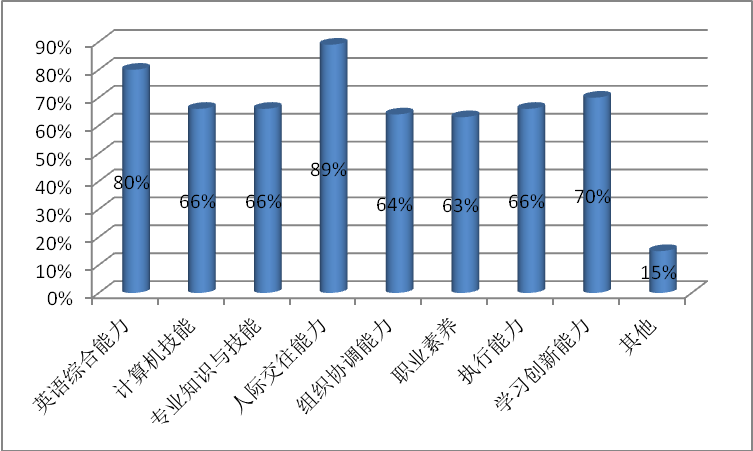 90%
80%
70%
60%
50%
40%
30%
20%
10%
0%
80%
66%
66%
89%
64%
63%
66%
70%
15%
英语综合能力
计算机技能
专业知识与技能
人际交往能力
组织协调能力
职业素养
执行能力
学习创新能力
其他